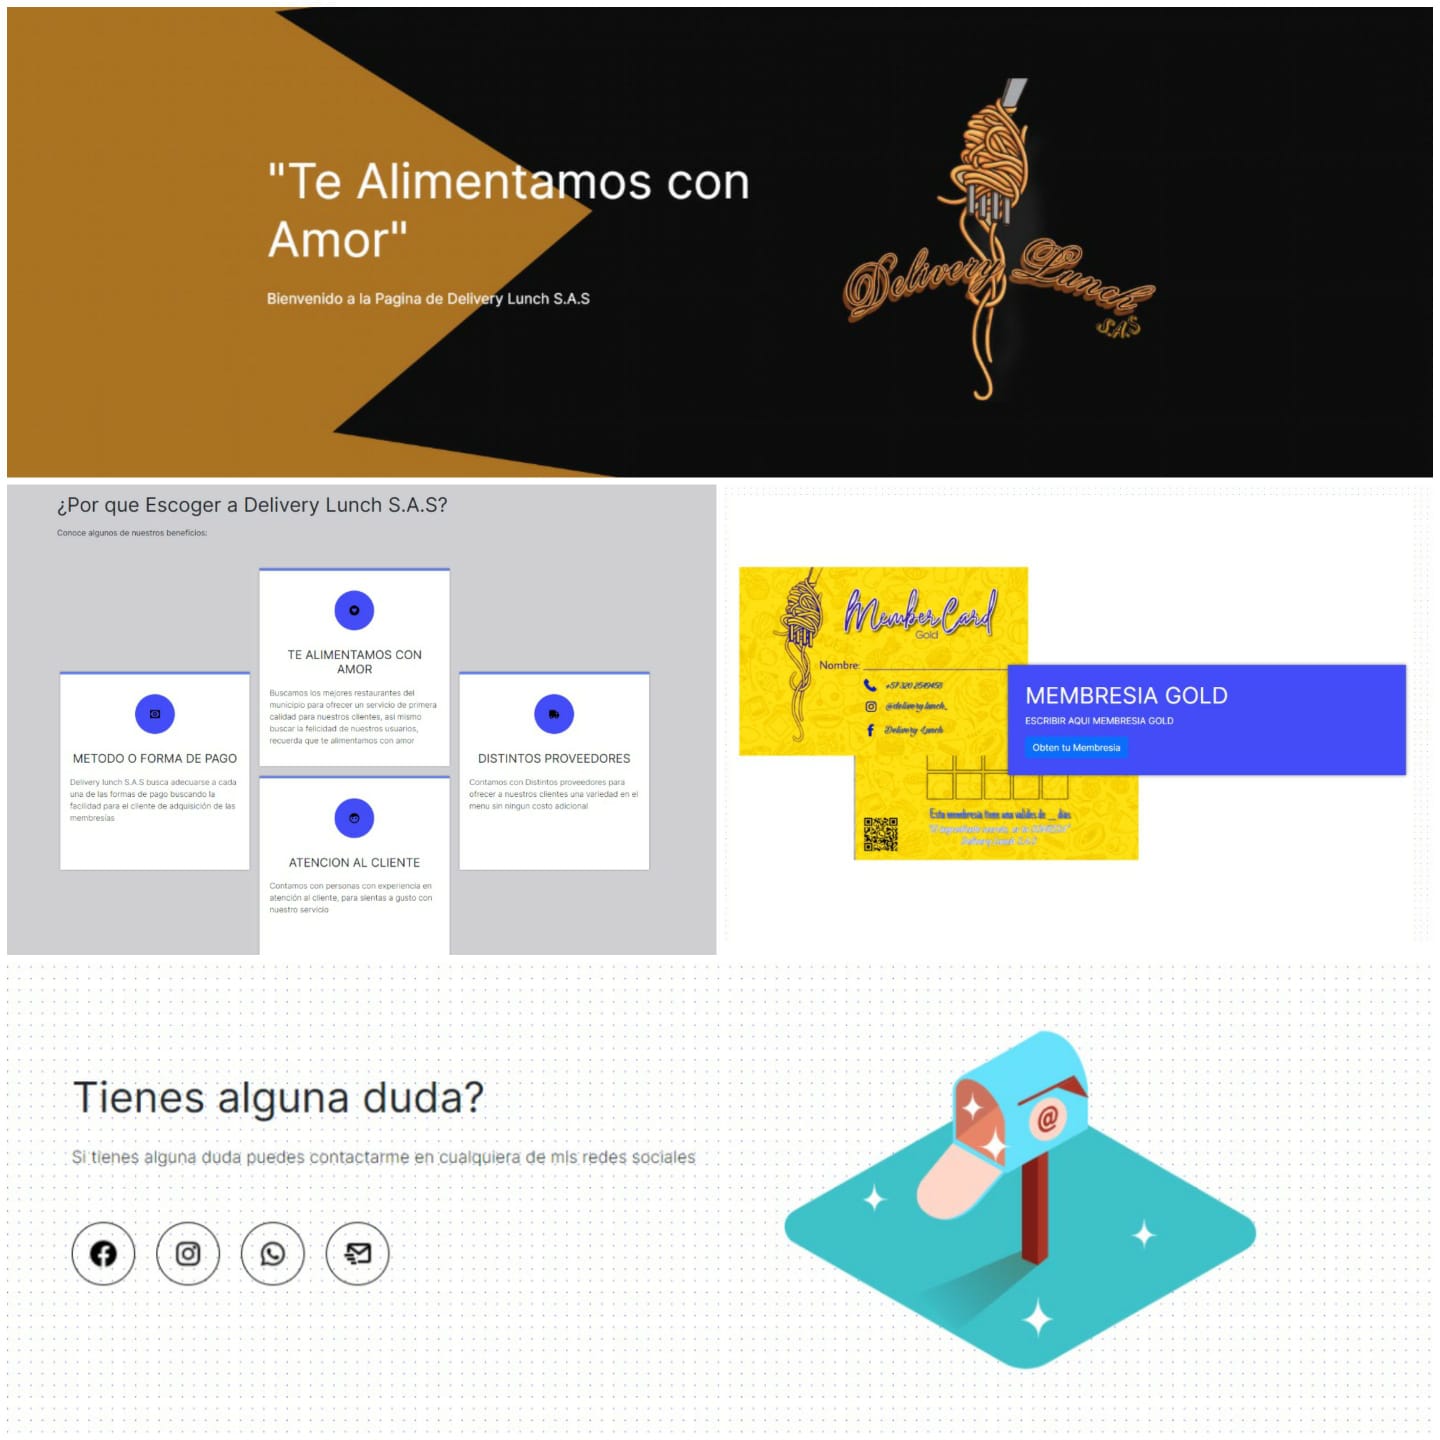 "Te Alimentamos con
Amor"
Bienvenido a la Pagina de Delivery Lunch S.A.S
Delivery Lunch
S.A.S
¿Por que Escoger a Delivery Lunch S.A.S?
Conoce algunos de nuestros beneficios:
TE ALIMENTAMOS CON
AMOR
Buscamos los mejores restaurantes del
municipio para ofrecer un servicio de primera
calidad para nuestros clientes, asi mismo
buscar la felicidad de nuestros usuarios,
recuerda que te alimentamos con amor
METODO O FORMA DE PAGO
Delivery lunch S.A.S busca adecuarse a cada
una de las formas de pago buscando la
facilidad para el cliente de adquisición de las
membresías
DISTINTOS PROVEEDORES
Contamos con Distintos proveedores para
ofrecer a nuestros clientes una variedad en el
menu sin ningun costo adicional
ATENCION AL CLIENTE
Contamos con personas con experiencia en
atención al cliente, para sientas a gusto con
nuestro servicio
Member Card
Gold
Nombre:
+57 320 2549458
@delivery.lunch_
Delivery Lunch
MEMBRESIA GOLD
ESCRIBIR AQUI MEMBRESIA GOLD
Obten tu Membresia
Esta membresia tiene una validez de __ dias
Delivery Lunch S.A.S
Tienes alguna duda?
Si tienes alguna duda puedes contactarme en cualquiera de mis redes sociales
@